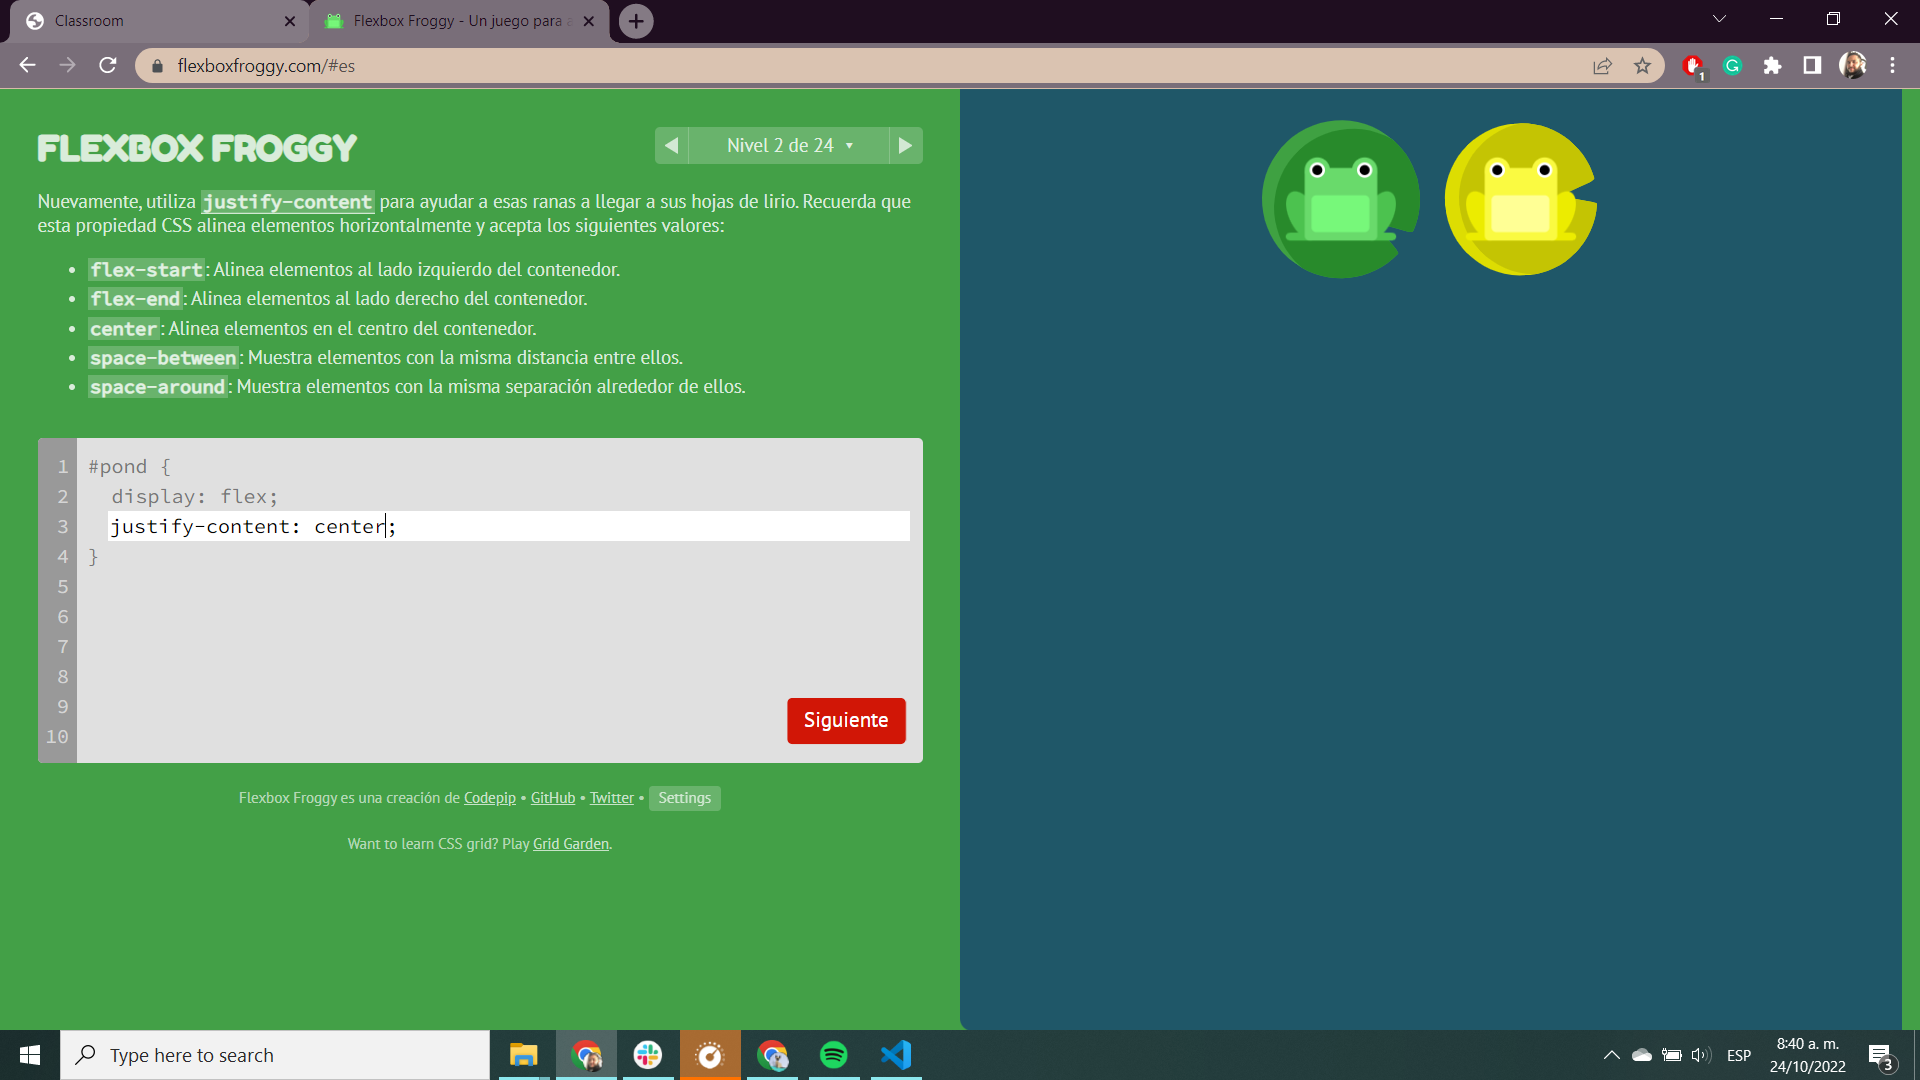 Classroom
Flexbox Froggy - Un juego para a
flexboxfroggy.com/#es
1
FLEXBOX FROGGY
Nivel 2 de 24
Nuevamente, utiliza justify-content para ayudar a esas ranas a llegar a sus hojas de lirio. Recuerda que
esta propiedad CSS alinea elementos horizontalmente y acepta los siguientes valores:
• flex-start: Alinea elementos al lado izquierdo del contenedor.
• flex-end: Alinea elementos al lado derecho del contenedor.
• center: Alinea elementos en el centro del contenedor.
• space-between: Muestra elementos con la misma distancia entre ellos.
• space-around: Muestra elementos con la misma separación alrededor de ellos.
1 #pond {
2 display: flex;
3 justify-content: center;
4 }
5
6
7
8
9
10
Siguiente
Flexbox Froggy es una creación de Codepip • GitHub • Twitter • Settings
Want to learn CSS grid? Play Grid Garden.
Type here to search
ESP
8:40 a. m.
24/10/2022
3